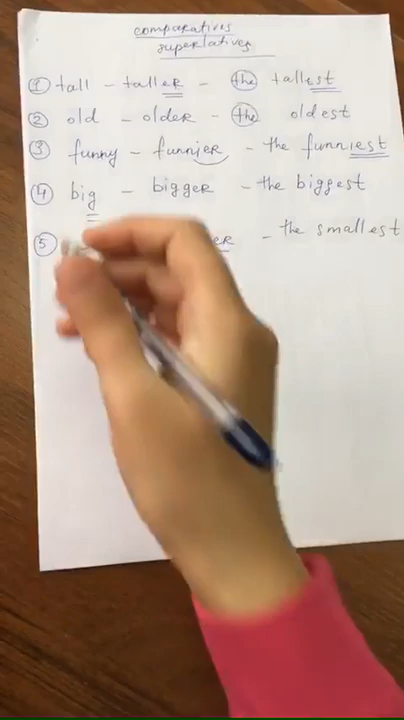 comparatives
superlatives
① tall - taller - the tallest
② old - older - the oldest
③ funny - funnier - the funniest
④ big - bigger - the biggest
⑤ er - the smallest